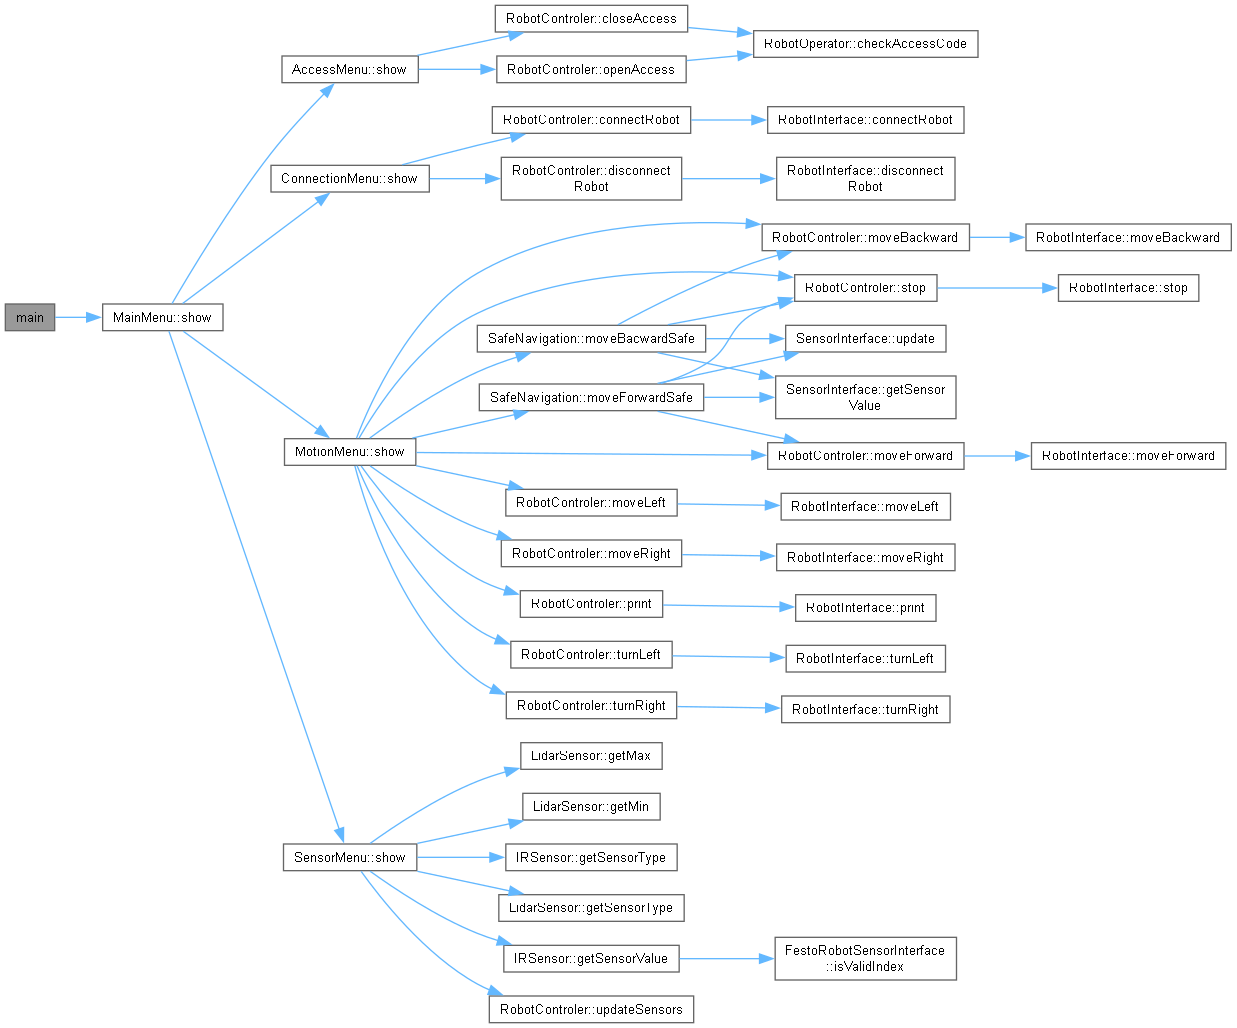 RobotControler::closeAccess
RobotOperator::checkAccessCode
AccessMenu::show
RobotControler::openAccess
RobotControler::connectRobot
RobotInterface::connectRobot
ConnectionMenu::show
RobotControler::disconnect
Robot
RobotInterface::disconnect
Robot
RobotControler::moveBackward
RobotInterface::moveBackward
RobotControler::stop
RobotInterface::stop
main
MainMenu::show
SafeNavigation::moveBacwardSafe
SensorInterface::update
SafeNavigation::moveForwardSafe
SensorInterface::getSensor
Value
MotionMenu::show
RobotControler::moveForward
RobotInterface::moveForward
RobotControler::moveLeft
RobotInterface::moveLeft
RobotControler::moveRight
RobotInterface::moveRight
RobotControler::print
RobotInterface::print
RobotControler::turnLeft
RobotInterface::turnLeft
RobotControler::turnRight
RobotInterface::turnRight
LidarSensor::getMax
LidarSensor::getMin
SensorMenu::show
IRSensor::getSensorType
LidarSensor::getSensorType
IRSensor::getSensorValue
FestoRobotSensorInterface
::isValidIndex
RobotControler::updateSensors